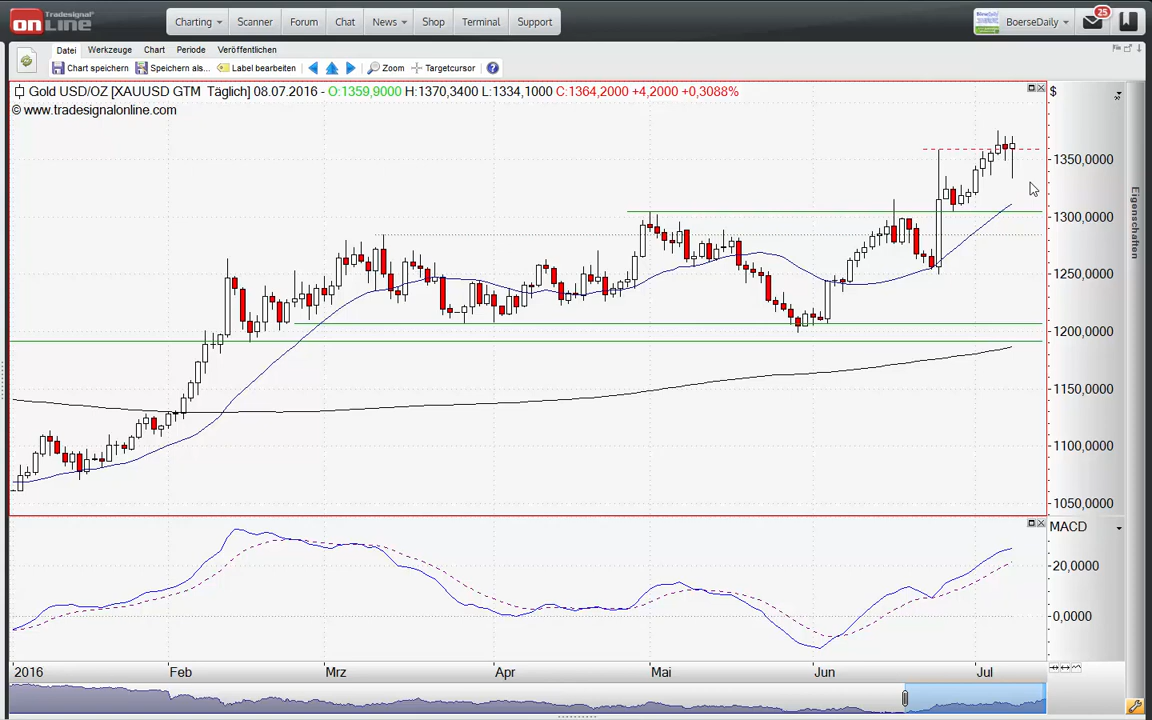 Tradesignal®
onLine
Charting
Scanner
Forum
Chat
News
Shop
Terminal
Support
BoerseDaily
25
Datei
Werkzeuge
Chart
Periode
Veröffentlichen
Chart speichern
Speichern als...
Label bearbeiten
Zoom
Targetcursor
Gold USD/OZ [XAUUSD GTM Täglich] 08.07.2016 - O:1359,9000 H:1370,3400 L:1334,1000 C:1364,2000 +4,2000 +0,3088%
$
© www.tradesignalonline.com
1350,0000
1300,0000
1250,0000
1200,0000
1150,0000
1100,0000
1050,0000
Eigenschaften
MACD
20,0000
0,0000
2016
Feb
Mrz
Apr
Mai
Jun
Jul